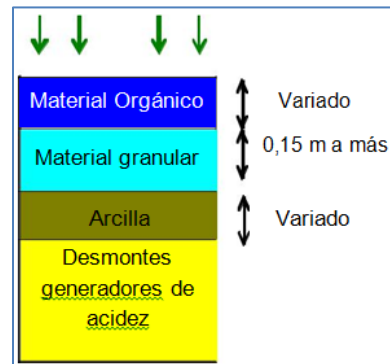 Material Orgánico
Variado
Material granular
0,15 m a más
Arcilla
Variado
Desmontes
generadores de
acidez